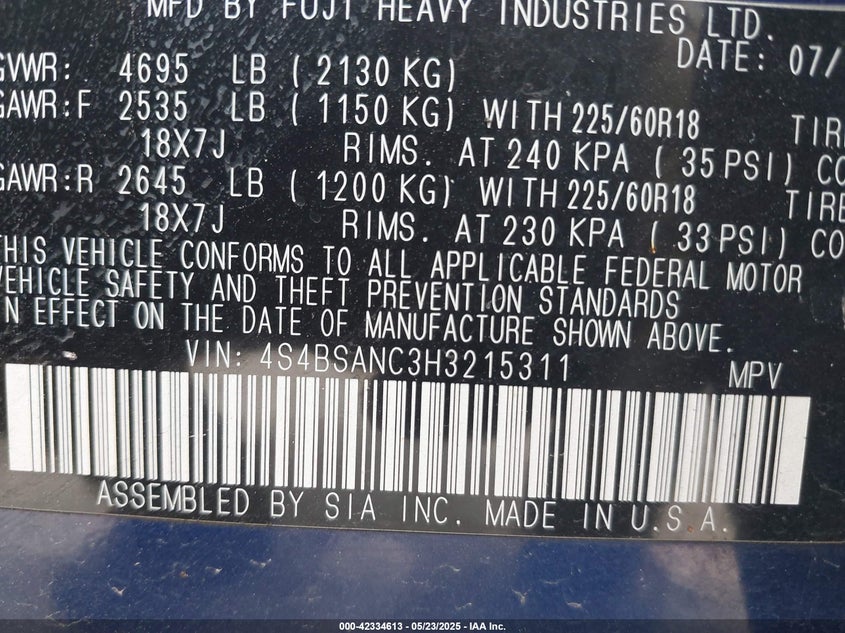 MFD BY FUJI HEAVY INDUSTRIES LTD.
DATE: 07/
GVWR: 4695 LB ( 2130 KG)
GAWR:F 2535 LB ( 1150 KG) WITH 225/60R18 TIRE
18X7J RIMS. AT 240 KPA ( 35 PSI) CO
GAWR:R 2645 LB ( 1200 KG) WITH 225/60R18 TIRE
18X7J RIMS. AT 230 KPA ( 33 PSI) CO
THIS VEHICLE CONFORMS TO ALL APPLICABLE FEDERAL MOTOR
VEHICLE SAFETY AND THEFT PREVENTION STANDARDS
IN EFFECT ON THE DATE OF MANUFACTURE SHOWN ABOVE.
VIN: 4S4BSANC3H3215311 MPV
ASSEMBLED BY SIA INC. MADE IN U.S.A.
000-42334613 - 05/23/2025 - IAA Inc.